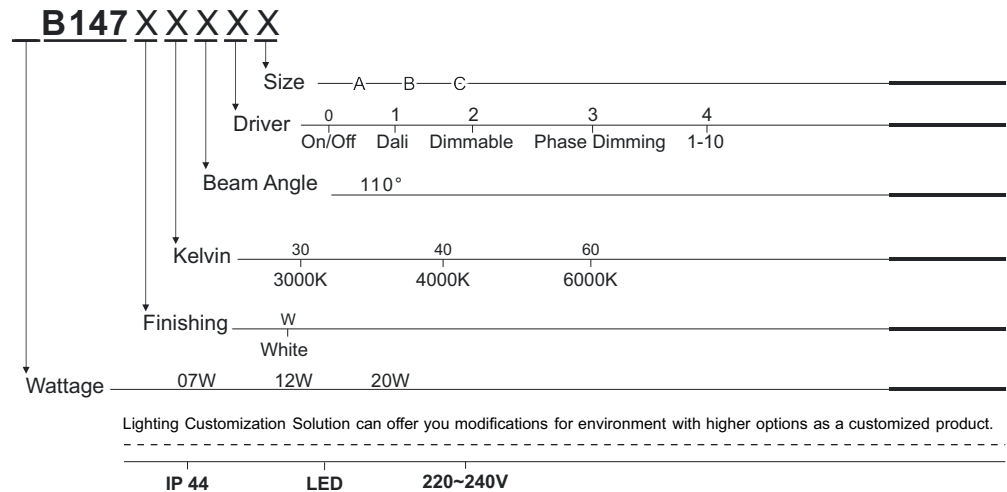 _B147 X X X X X
Size A B C
Driver 0 1 2 3 4
On/Off Dali Dimmable Phase Dimming 1-10
Beam Angle 110°
Kelvin 30 40 60
3000K 4000K 6000K
Finishing W
White
Wattage 07W 12W 20W
Lighting Customization Solution can offer you modifications for environment with higher options as a customized product.
IP 44 LED 220~240V